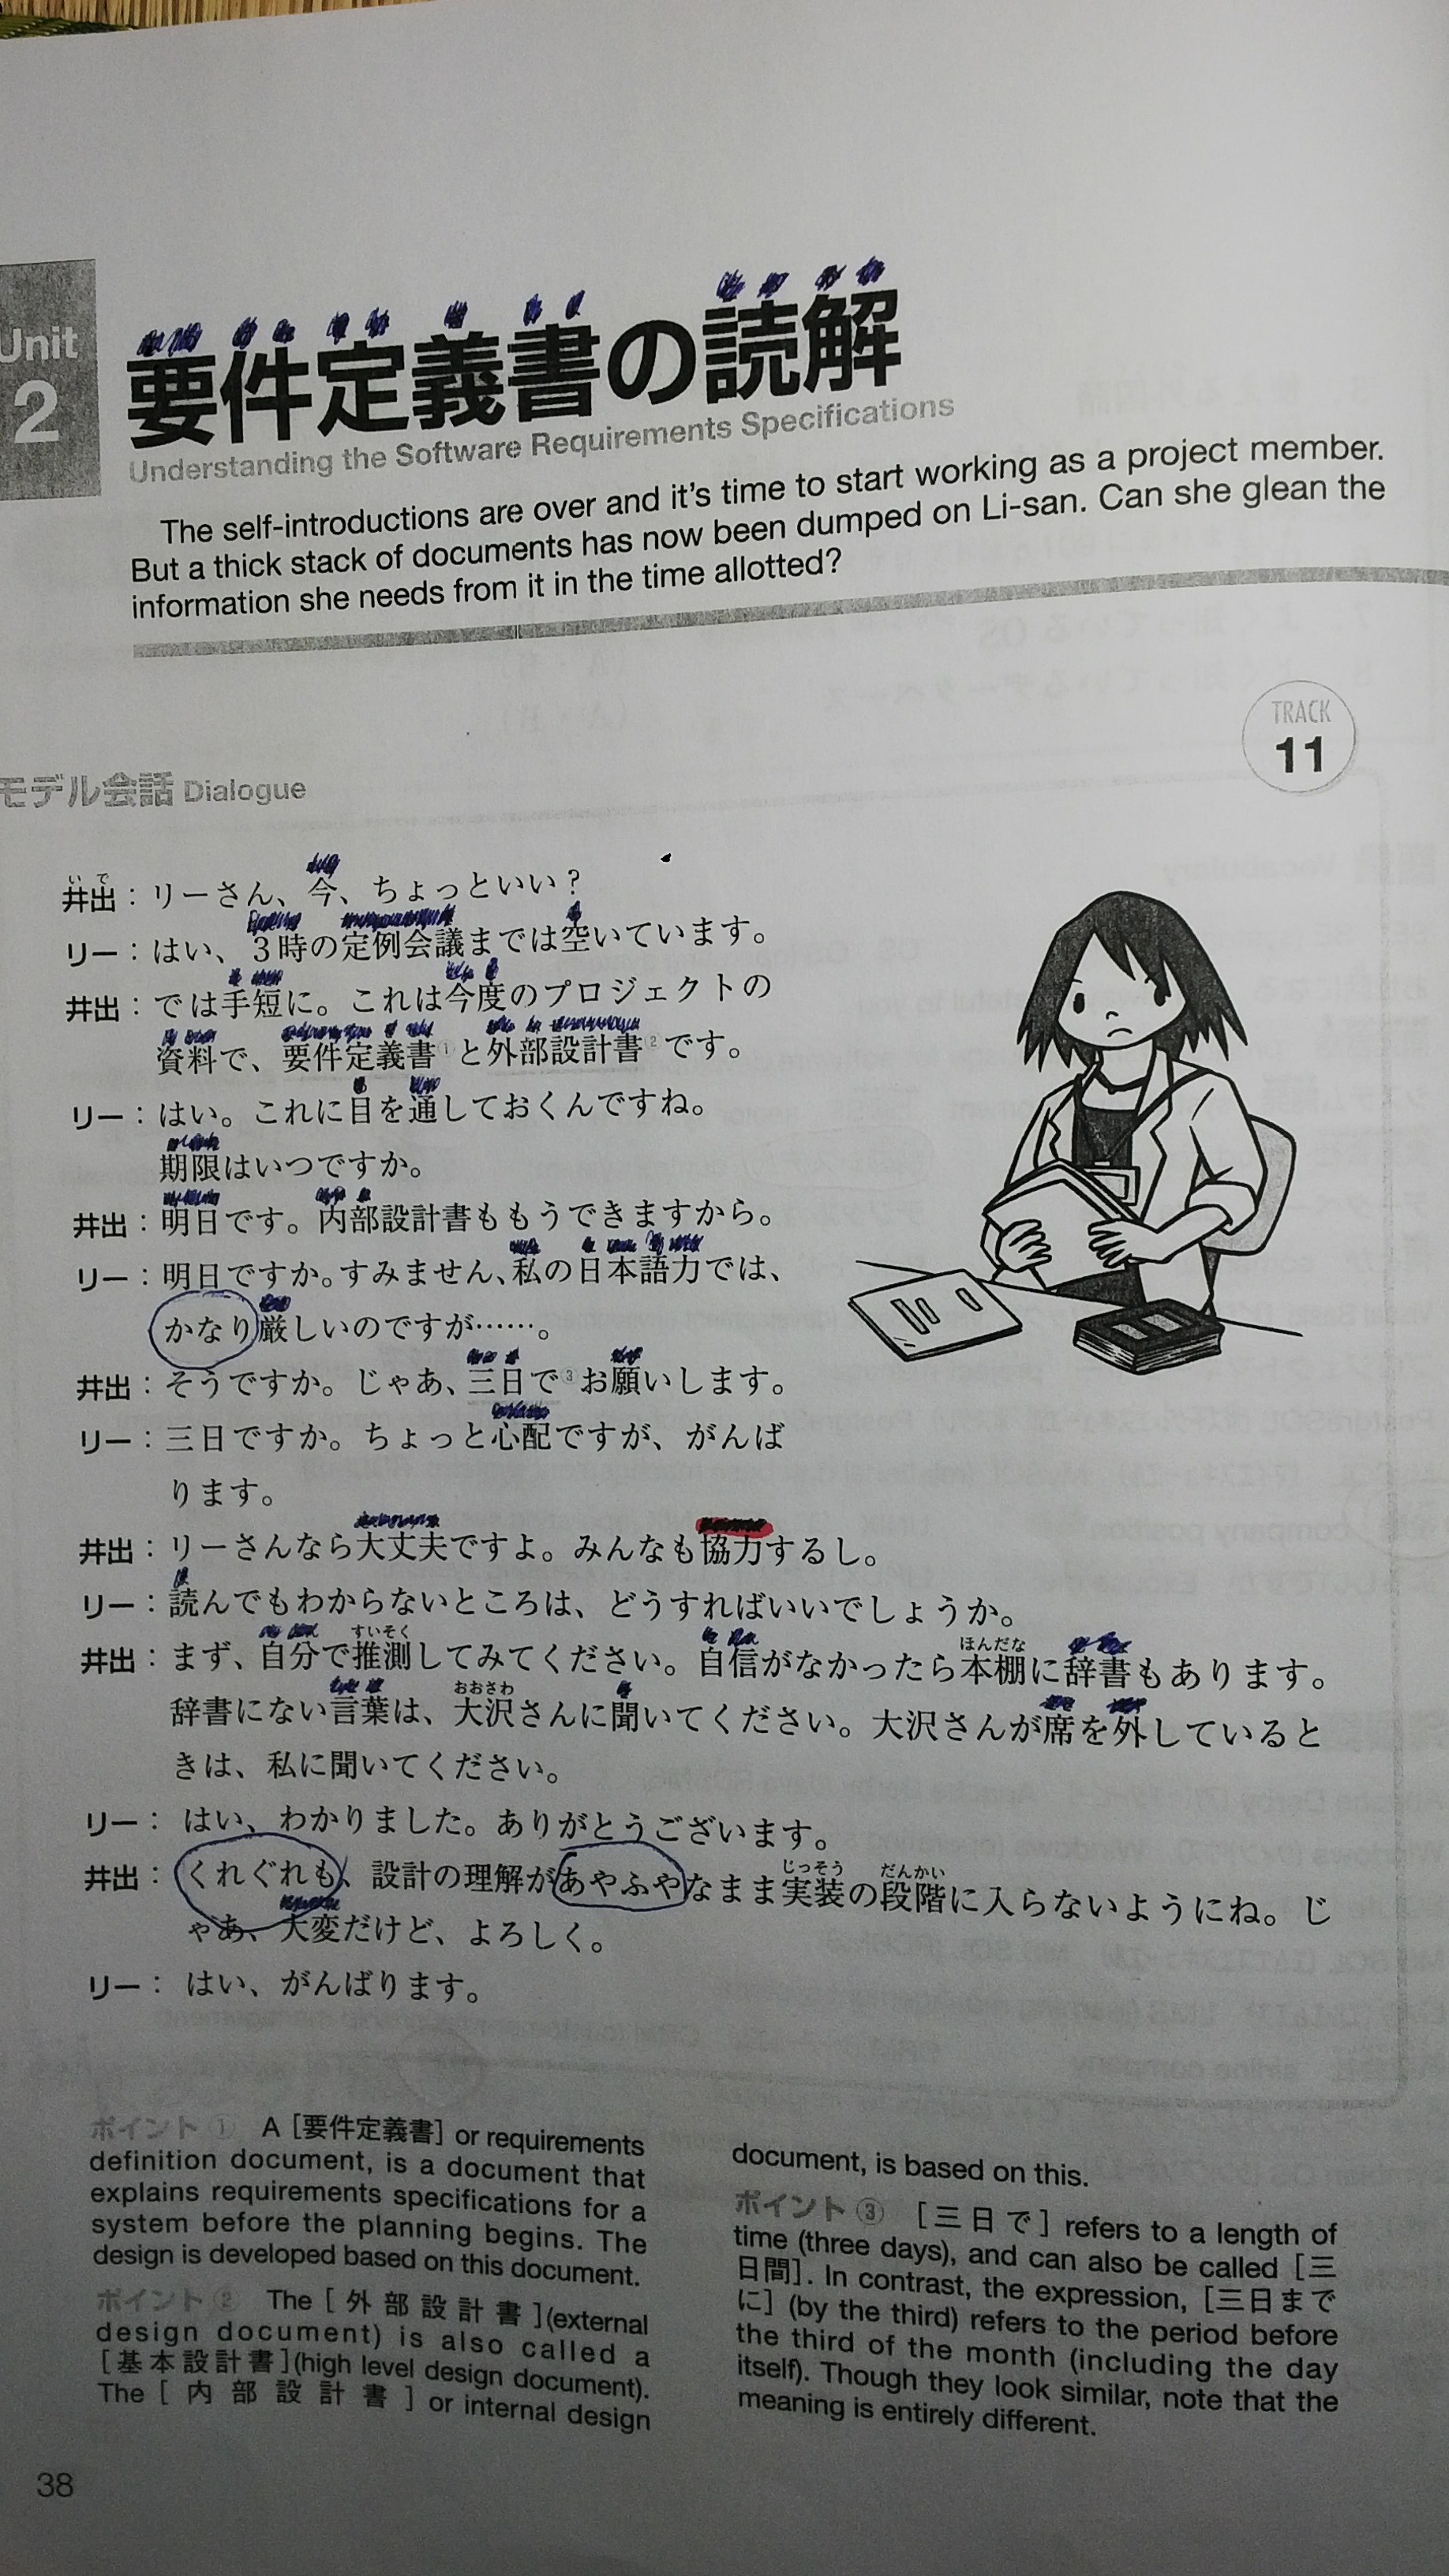 Unit
2
要件定義書の読解
Understanding the Software Requirements Specifications
The self-introductions are over and it's time to start working as a project member.
But a thick stack of documents has now been dumped on Li-san. Can she glean the
information she needs from it in the time allotted?
モデル会話 Dialogue
TRACK
11
いで
井出：リーさん、今、ちょっといい？
リー：はい、3時の定例会議までは空いています。
井出：では手短に。これは今度のプロジェクトの
資料で、要件定義書①と外部設計書②です。
リー：はい。これに目を通しておくんですね。
期限はいつですか。
井出：明日です。内部設計書ももうできますから。
リー：明日ですか。すみません、私の日本語力では、
かなり厳しいのですが……。
井出：そうですか。じゃあ、三日で③お願いします。
リー：三日ですか。ちょっと心配ですが、がんば
ります。
井出：リーさんなら大丈夫ですよ。みんなも協力するし。
リー：読んでもわからないところは、どうすればいいでしょうか。
すいそく ほんだな
井出：まず、自分で推測してみてください。自信がなかったら本棚に辞書もあります。
おおさわ
辞書にない言葉は、大沢さんに聞いてください。大沢さんが席を外していると
きは、私に聞いてください。
リー：はい、わかりました。ありがとうございます。
じっそう だんかい
井出：くれぐれも、設計の理解があやふやなまま実装の段階に入らないようにね。じ
ゃあ、大変だけど、よろしく。
リー：はい、がんばります。
ポイント① A [要件定義書] or requirements
definition document, is a document that
explains requirements specifications for a
system before the planning begins. The
design is developed based on this document.
ポイント② The [外部設計書](external
design document) is also called a
[基本設計書](high level design document).
The [内部設計書] or internal design
document, is based on this.
ポイント③ [三日で] refers to a length of
time (three days), and can also be called [三
日間]. In contrast, the expression, [三日まで
に] (by the third) refers to the period before
the third of the month (including the day
itself). Though they look similar, note that the
meaning is entirely different.
38